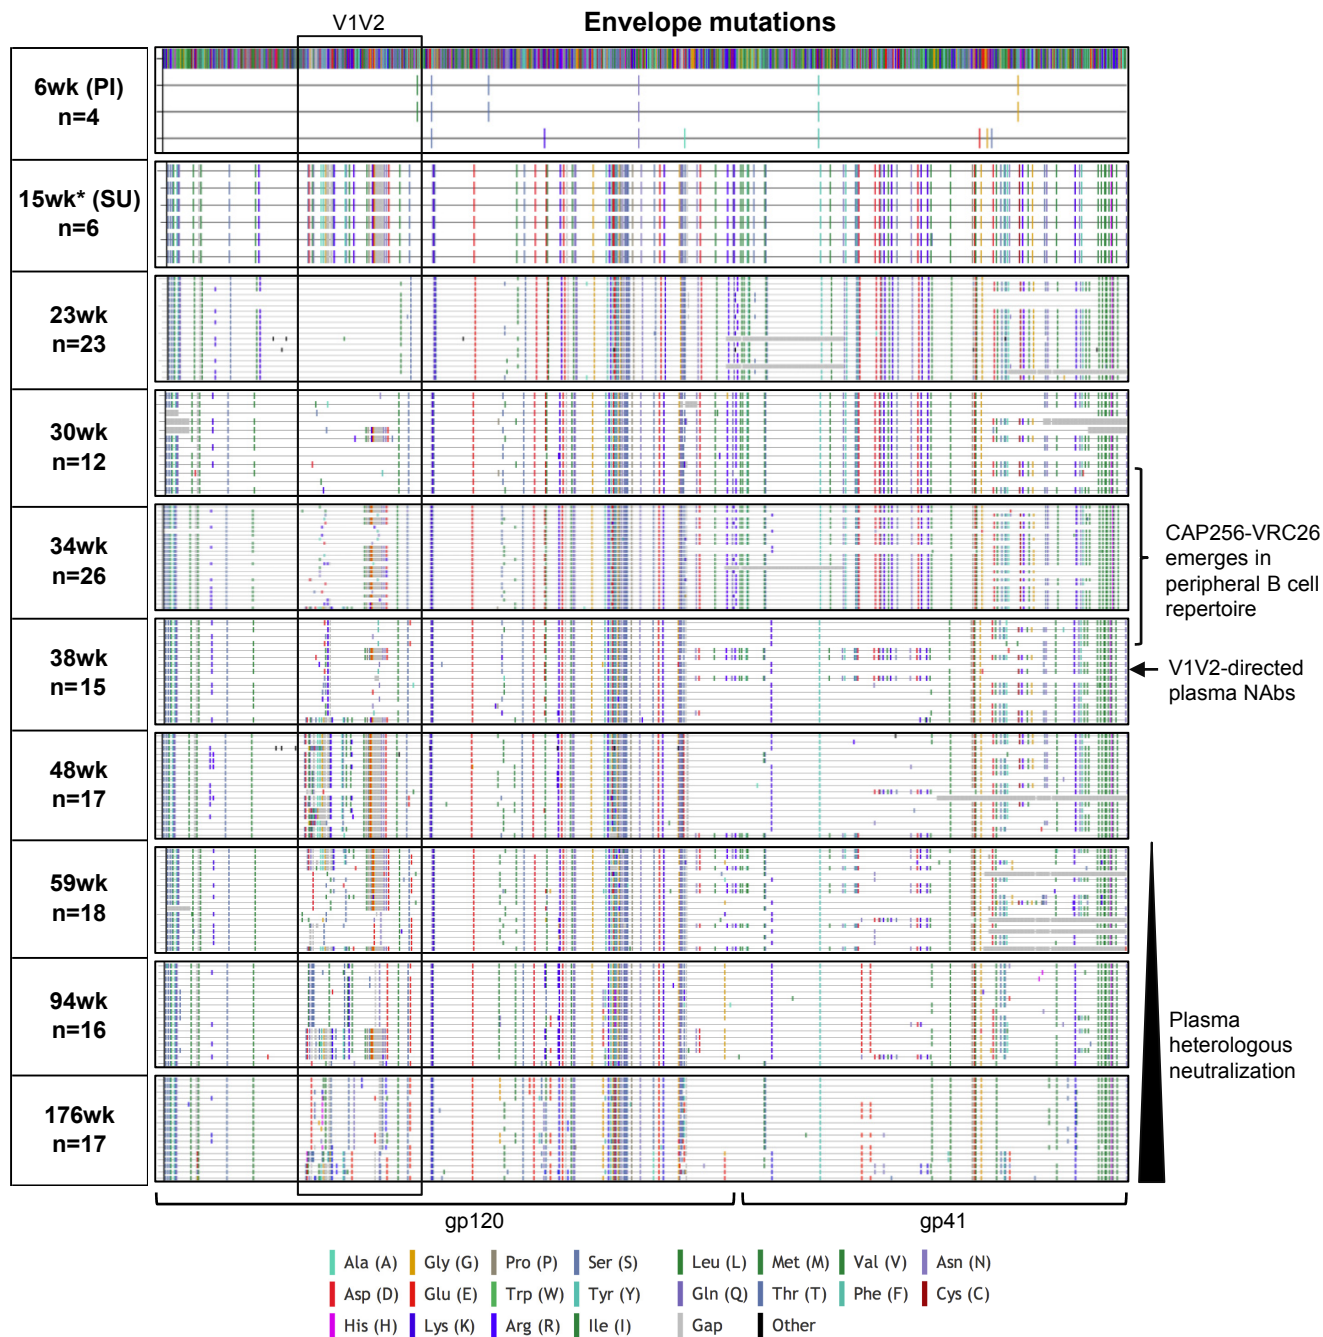 Envelope mutations
V1V2
6wk (PI)
n=4
15wk* (SU)
n=6
23wk
n=23
30wk
n=12
34wk
n=26
38wk
n=15
48wk
n=17
59wk
n=18
94wk
n=16
176wk
n=17
CAP256-VRC26
emerges in
peripheral B cell
repertoire
V1V2-directed
plasma NAbs
Plasma
heterologous
neutralization
gp120
gp41
Ala (A) Gly (G) Pro (P) Ser (S) Leu (L) Met (M) Val (V) Asn (N)
Asp (D) Glu (E) Trp (W) Tyr (Y) Gln (Q) Thr (T) Phe (F) Cys (C)
His (H) Lys (K) Arg (R) Ile (I) Gap Other